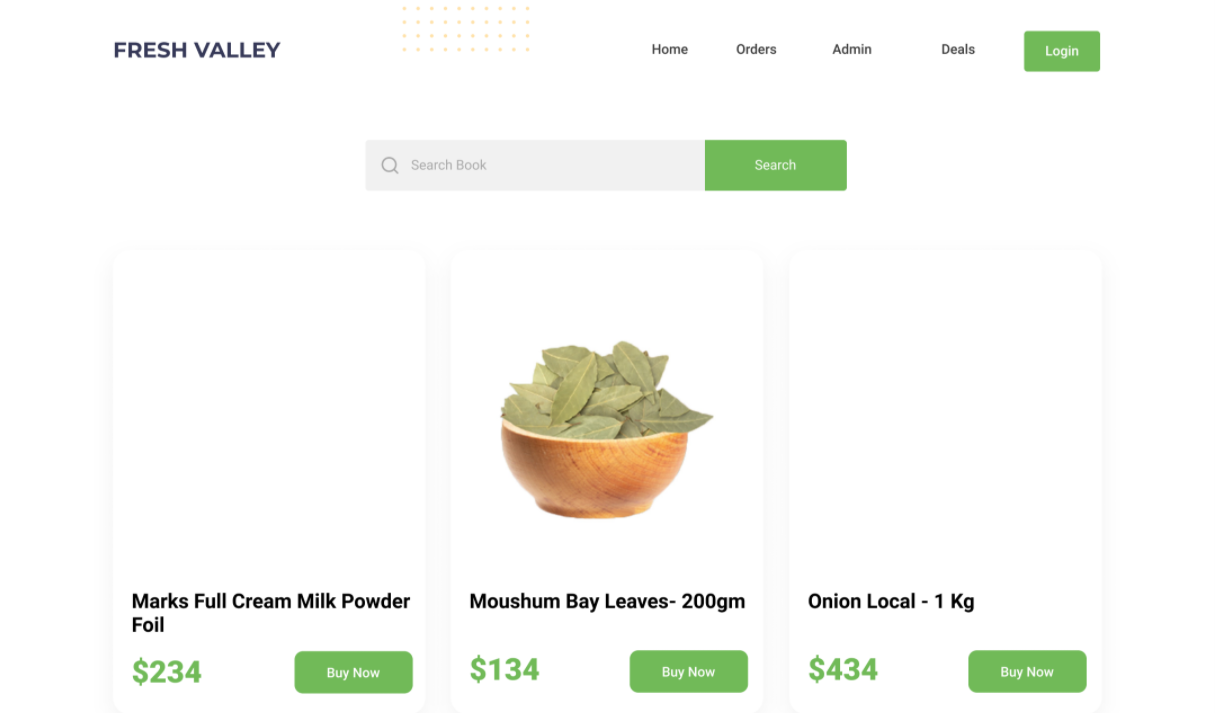 FRESH VALLEY
Home
Orders
Admin
Deals
Login
Search Book
Search
Marks Full Cream Milk Powder
Foil
$234
Buy Now
Moushum Bay Leaves- 200gm
$134
Buy Now
Onion Local - 1 Kg
$434
Buy Now